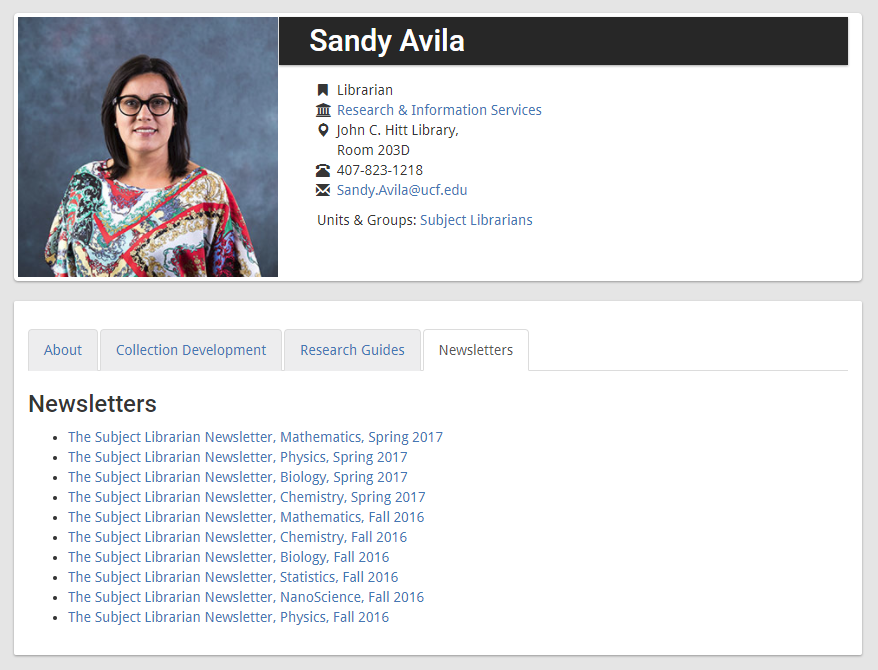 Sandy Avila
Librarian
Research & Information Services
John C. Hitt Library,
Room 203D
407-823-1218
Sandy.Avila@ucf.edu
Units & Groups: Subject Librarians
About
Collection Development
Research Guides
Newsletters
Newsletters
The Subject Librarian Newsletter, Mathematics, Spring 2017
The Subject Librarian Newsletter, Physics, Spring 2017
The Subject Librarian Newsletter, Biology, Spring 2017
The Subject Librarian Newsletter, Chemistry, Spring 2017
The Subject Librarian Newsletter, Mathematics, Fall 2016
The Subject Librarian Newsletter, Chemistry, Fall 2016
The Subject Librarian Newsletter, Biology, Fall 2016
The Subject Librarian Newsletter, Statistics, Fall 2016
The Subject Librarian Newsletter, NanoScience, Fall 2016
The Subject Librarian Newsletter, Physics, Fall 2016